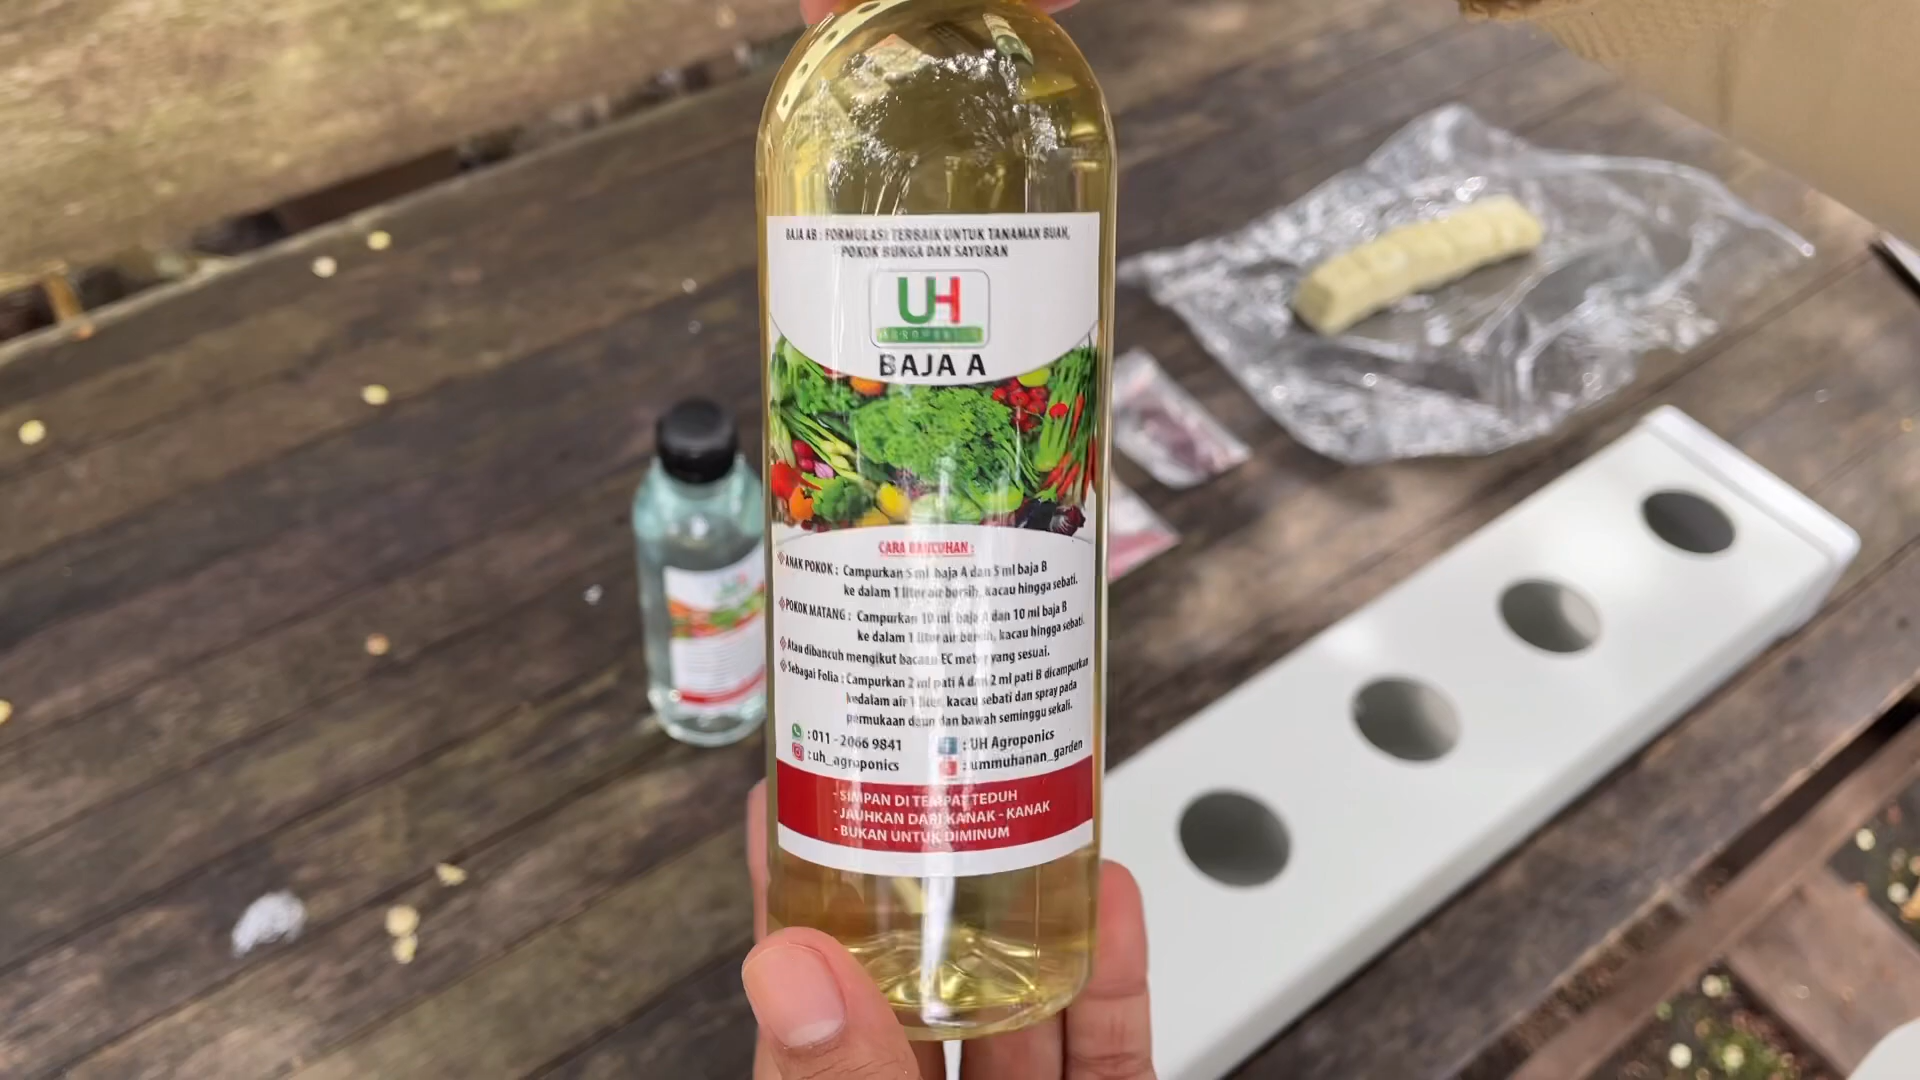 BAJA AB : FORMULASI TERBAIK UNTUK TANAMAN BUAH,
POKOK BUNGA DAN SAYURAN
UH
BAJA A
CARA BANCUHAN :
ANAK POKOK : Campurkan 5 ml baja A dan 5 ml baja B
ke dalam 1 liter air bersih, kacau hingga sebati.
POKOK MATANG : Campurkan 10 ml baja A dan 10 ml baja B
ke dalam 1 liter air bersih, kacau hingga sebati.
Atau dibancuh mengikut bacaan EC meter yang sesuai.
Sebagai Folia : Campurkan 2 ml pati A dan 2 ml pati B dicampurkan
kedalam air 1 liter, kacau sebati dan spray pada
permukaan daun dan bawah seminggu sekali.
: 011 - 2066 9841
: UH Agroponics
: uh_agroponics
: ummuhanan_garden
- SIMPAN DI TEMPAT TEDUH
- JAUHKAN DARI KANAK - KANAK
- BUKAN UNTUK DIMINUM
UH